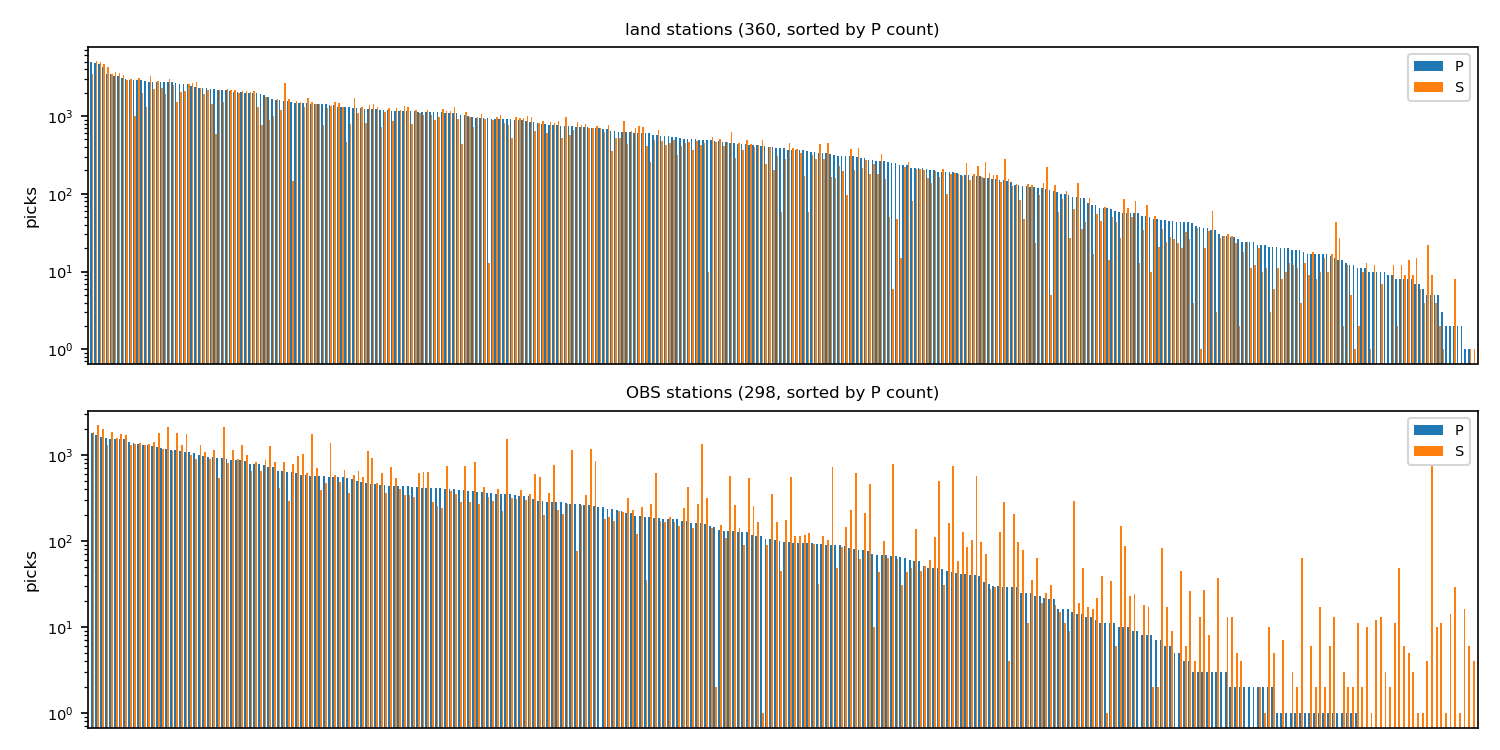 land stations (360, sorted by P count)
P
S
picks
10³
10²
10¹
10⁰
OBS stations (298, sorted by P count)
P
S
picks
10³
10²
10¹
10⁰